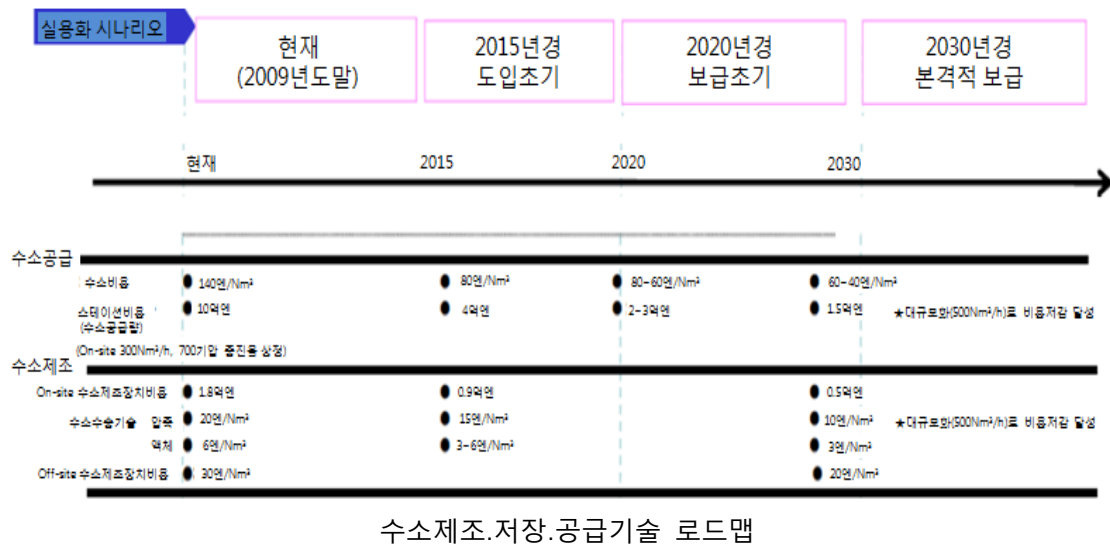 실용화 시나리오
현재
(2009년도말)
2015년경
도입초기
2020년경
보급초기
2030년경
본격적 보급
현재 2015 2020 2030
수소공급
수소비용 140엔/Nm³ 80엔/Nm³ 80-60엔/Nm³ 60-40엔/Nm³
스테이션비용 10억엔 4억엔 2-3억엔 1.5억엔 ★대규모화(500Nm³/h)로 비용저감 달성
(수소공급량)
(On-site 300Nm³/h, 700기압 충진용 상정)
수소제조
On-site 수소제조장치비용 1.8억엔 0.9억엔 0.5억엔
수소수송기술 압축 20엔/Nm³ 15엔/Nm³ 10엔/Nm³ ★대규모화(500Nm³/h)로 비용저감 달성
액체 6엔/Nm³ 3-6엔/Nm³ 3엔/Nm³
Off-site 수소제조장치비용 30엔/Nm³ 20엔/Nm³
수소제조.저장.공급기술 로드맵